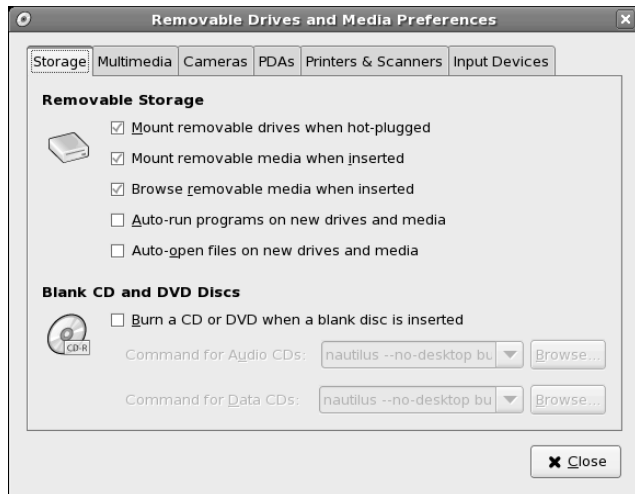 Removable Drives and Media Preferences
Storage
Multimedia
Cameras
PDAs
Printers & Scanners
Input Devices
Removable Storage
Mount removable drives when hot-plugged
Mount removable media when inserted
Browse removable media when inserted
Auto-run programs on new drives and media
Auto-open files on new drives and media
Blank CD and DVD Discs
CD-R
Burn a CD or DVD when a blank disc is inserted
Command for Audio CDs: nautilus --no-desktop bu Browse...
Command for Data CDs: nautilus --no-desktop bu Browse...
Close